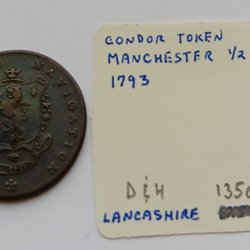 NAVIGATION
CONDOR TOKEN
MANCHESTER 1/2
1793
D & H
LANCASHIRE